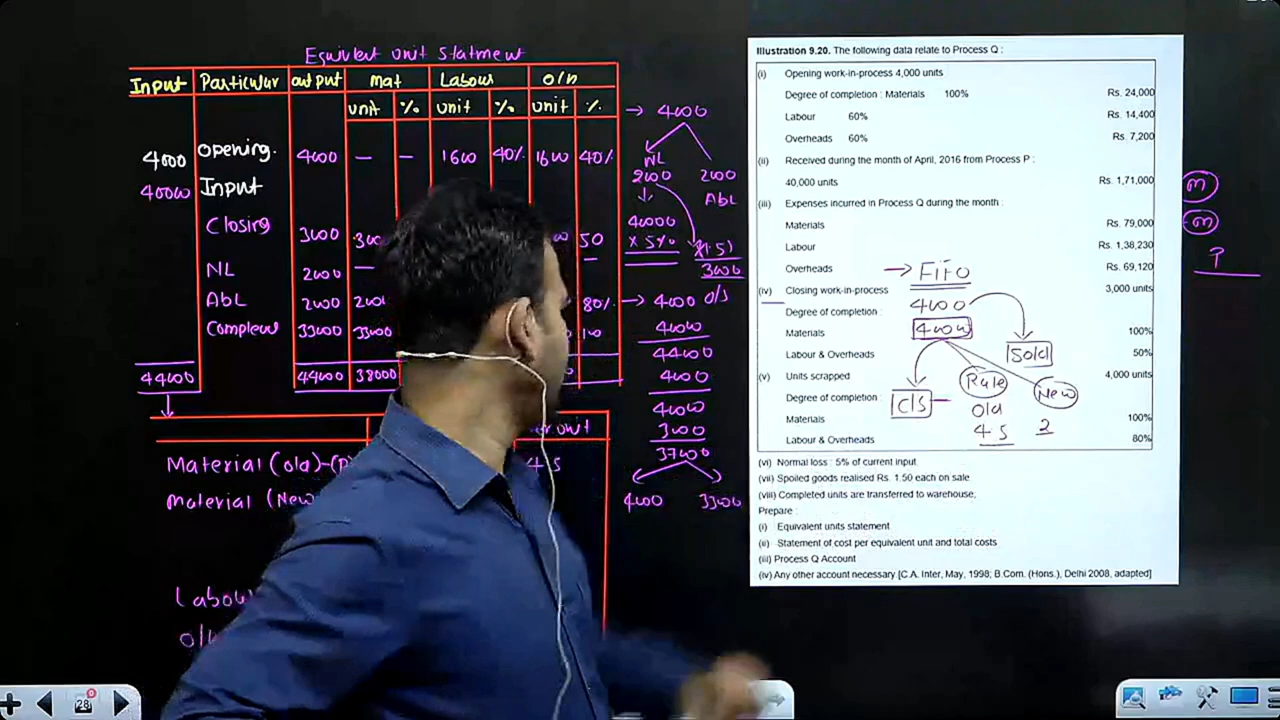 Equivlent unit Statment
Input Particular output mat Labour o/h
unit % unit % unit %
4000 opening. 4000 — — 1600 40% 1600 40%
40000 Input
Closing 3000 50
NL 2000 — —
AbL 2000 80%
33000 33000 100
44000 44000 38000
unit
Material (old)
Material (New
4000
NL
2000 2000
AbL
40000
x 5%
3000
4000 o/s
44000
4000
40000
3000
37000
4000 33000
Illustration 9.20. The following data relate to Process Q :
(i) Opening work-in-process 4,000 units
Degree of completion : Materials 100% Rs. 24,000
Labour 60% Rs. 14,400
Overheads 60% Rs. 7,200
(ii) Received during the month of April, 2016 from Process P :
40,000 units Rs. 1,71,000
(iii) Expenses incurred in Process Q during the month :
Materials Rs. 79,000
Labour Rs. 1,38,230
Overheads Rs. 69,120
(iv) Closing work-in-process 3,000 units
Degree of completion :
Materials 100%
Labour & Overheads 50%
(v) Units scrapped 4,000 units
Degree of completion :
Materials 100%
Labour & Overheads 80%
(vi) Normal loss : 5% of current input
(vii) Spoiled goods realised Rs. 1.50 each on sale
(viii) Completed units are transferred to warehouse,
Prepare :
(i) Equivalent units statement
(ii) Statement of cost per equivalent unit and total costs
(iii) Process Q Account
(iv) Any other account necessary [C.A. Inter, May, 1998; B.Com. (Hons.), Delhi 2008, adapted]
FIFO
4000
Sold
C/S
Rule
New
old
4.5 2
m
m
28